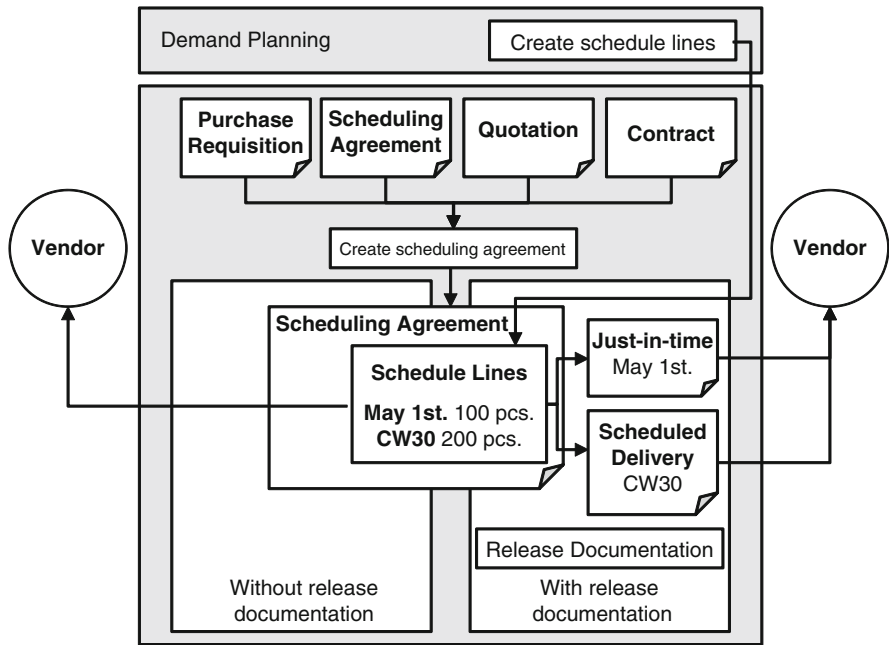 Demand Planning
Create schedule lines
Purchase
Requisition
Scheduling
Agreement
Quotation
Contract
Vendor
Create scheduling agreement
Vendor
Scheduling Agreement
Schedule Lines
May 1st. 100 pcs.
CW30 200 pcs.
Just-in-time
May 1st.
Scheduled
Delivery
CW30
Release Documentation
Without release
documentation
With release
documentation